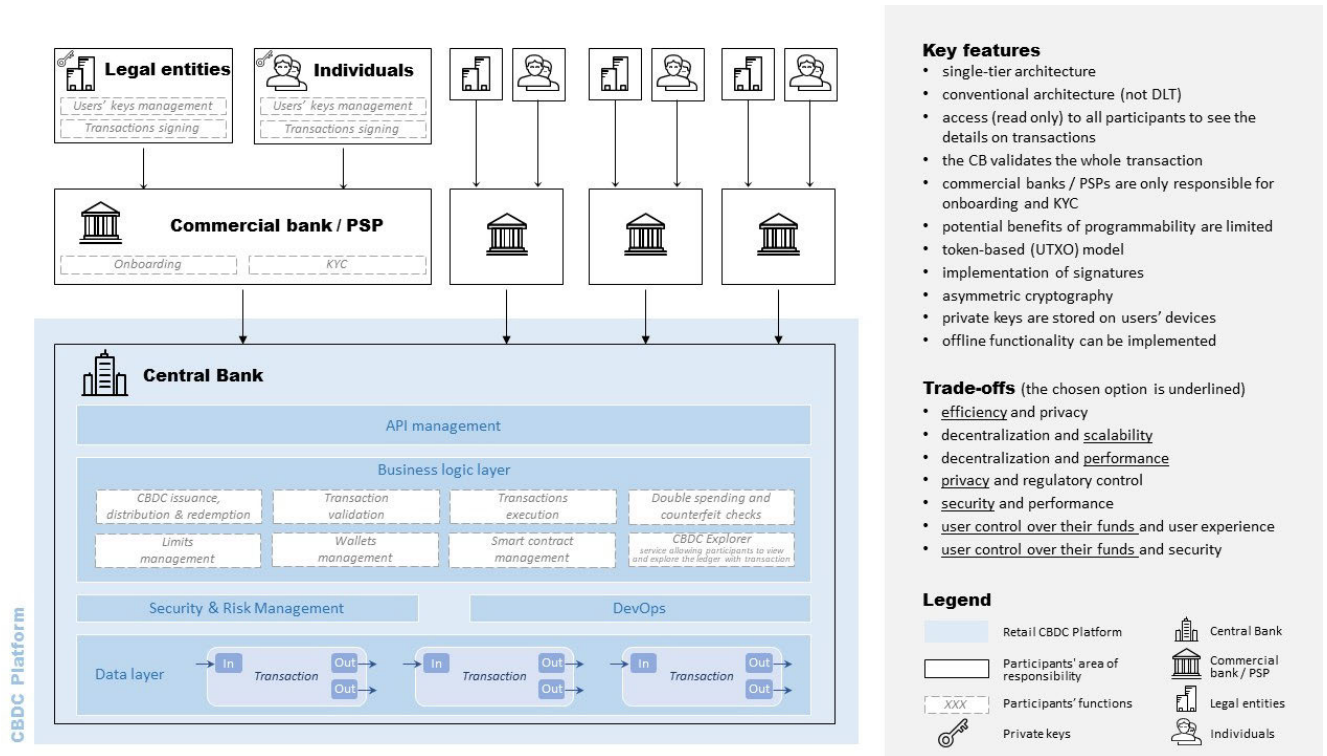 Legal entities
Users' keys management
Transactions signing
Individuals
Users' keys management
Transactions signing
Commercial bank / PSP
Onboarding
KYC
CBDC Platform
Central Bank
API management
Business logic layer
CBDC issuance,
distribution & redemption
Transaction
validation
Transactions
execution
Double spending and
counterfeit checks
Limits
management
Wallets
management
Smart contract
management
CBDC Explorer
service allowing participants to view
and explore the ledger with transaction
Security & Risk Management
DevOps
Data layer
In
Transaction
Out
Out
In
Transaction
Out
Out
In
Transaction
Out
Out
Key features
• single-tier architecture
• conventional architecture (not DLT)
• access (read only) to all participants to see the
details on transactions
• the CB validates the whole transaction
• commercial banks / PSPs are only responsible for
onboarding and KYC
• potential benefits of programmability are limited
• token-based (UTXO) model
• implementation of signatures
• asymmetric cryptography
• private keys are stored on users' devices
• offline functionality can be implemented
Trade-offs (the chosen option is underlined)
• efficiency and privacy
• decentralization and scalability
• decentralization and performance
• privacy and regulatory control
• security and performance
• user control over their funds and user experience
• user control over their funds and security
Legend
Retail CBDC Platform
Central Bank
Participants' area of
responsibility
Commercial
bank / PSP
XXX
Participants' functions
Legal entities
Private keys
Individuals